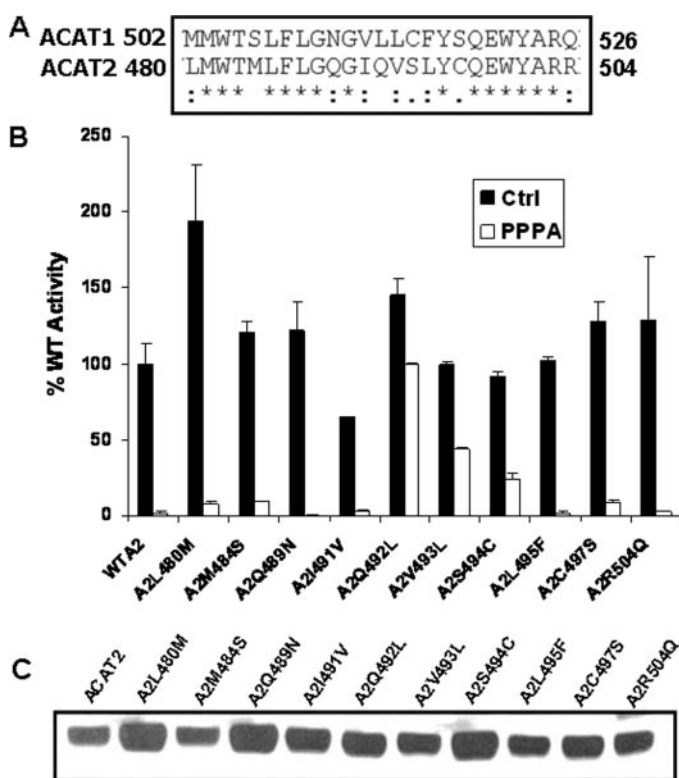 A
ACAT1 502 MMWTSLFLGNGVLLCFYSQEWYARQ 526
ACAT2 480 LMWTMLFLGQGIQVSLYCQEWYARR 504
:*** ****:*: :.:*.******:
B
250
200
150
100
50
0
% WT Activity
Ctrl
PPPA
WTA2
A2L480M
A2M484S
A2Q489N
A2I491V
A2Q492L
A2V493L
A2S494C
A2L495F
A2C497S
A2R504Q
C
ACAT2
A2L480M
A2M484S
A2Q489N
A2I491V
A2Q492L
A2V493L
A2S494C
A2L495F
A2C497S
A2R504Q